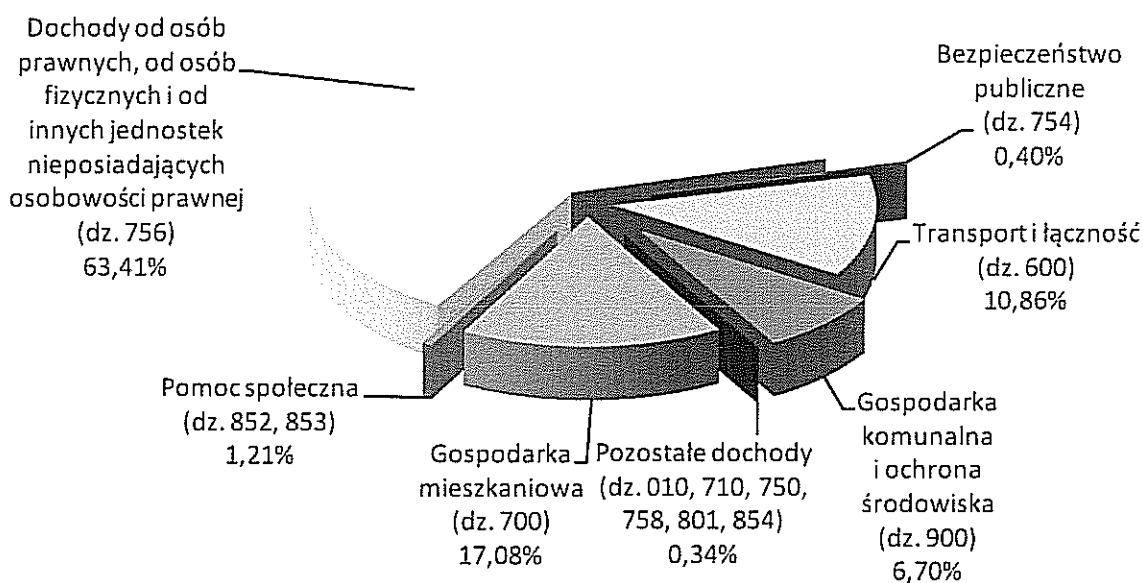 Dochody od osób
prawnych, od osób
fizycznych i od
innych jednostek
nieposiadających
osobowości prawnej
(dz. 756)
63,41%
Bezpieczeństwo
publiczne
(dz. 754)
0,40%
Transport i łączność
(dz. 600)
10,86%
Pomoc społeczna
(dz. 852, 853)
1,21%
Gospodarka
mieszkaniowa
(dz. 700)
17,08%
Pozostałe dochody
(dz. 010, 710, 750,
758, 801, 854)
0,34%
Gospodarka
komunalna
i ochrona
środowiska
(dz. 900)
6,70%